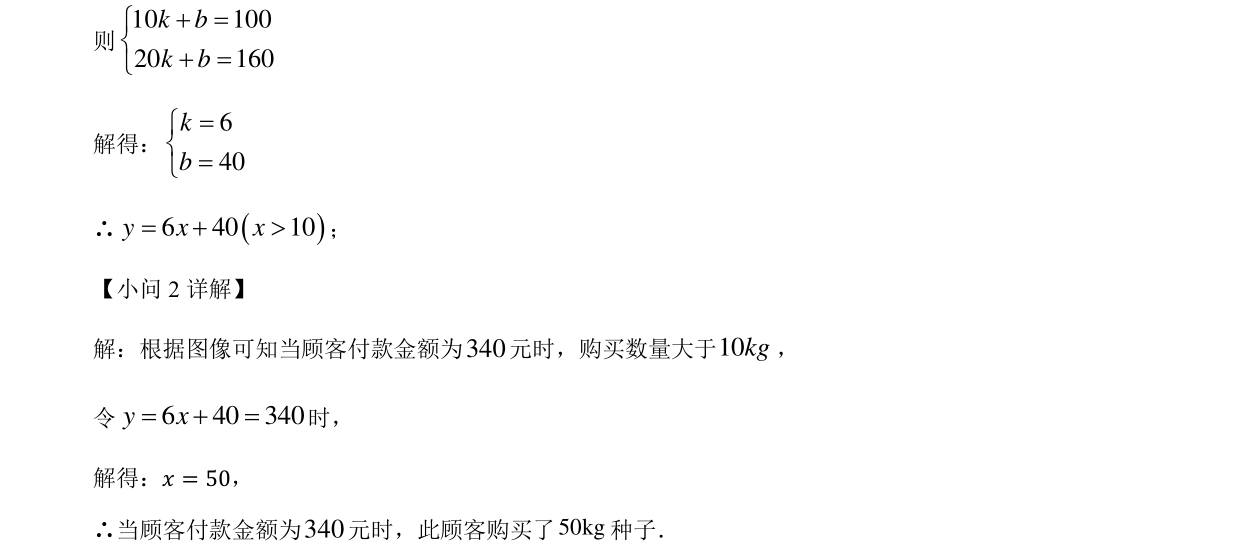 则{10k+b=100
20k+b=160
解得：{k=6
b=40
∴ y=6x+40(x>10)；
【小问 2 详解】
解：根据图像可知当顾客付款金额为340元时，购买数量大于10kg，
令 y=6x+40=340时，
解得：x = 50，
∴当顾客付款金额为340元时，此顾客购买了50kg 种子．